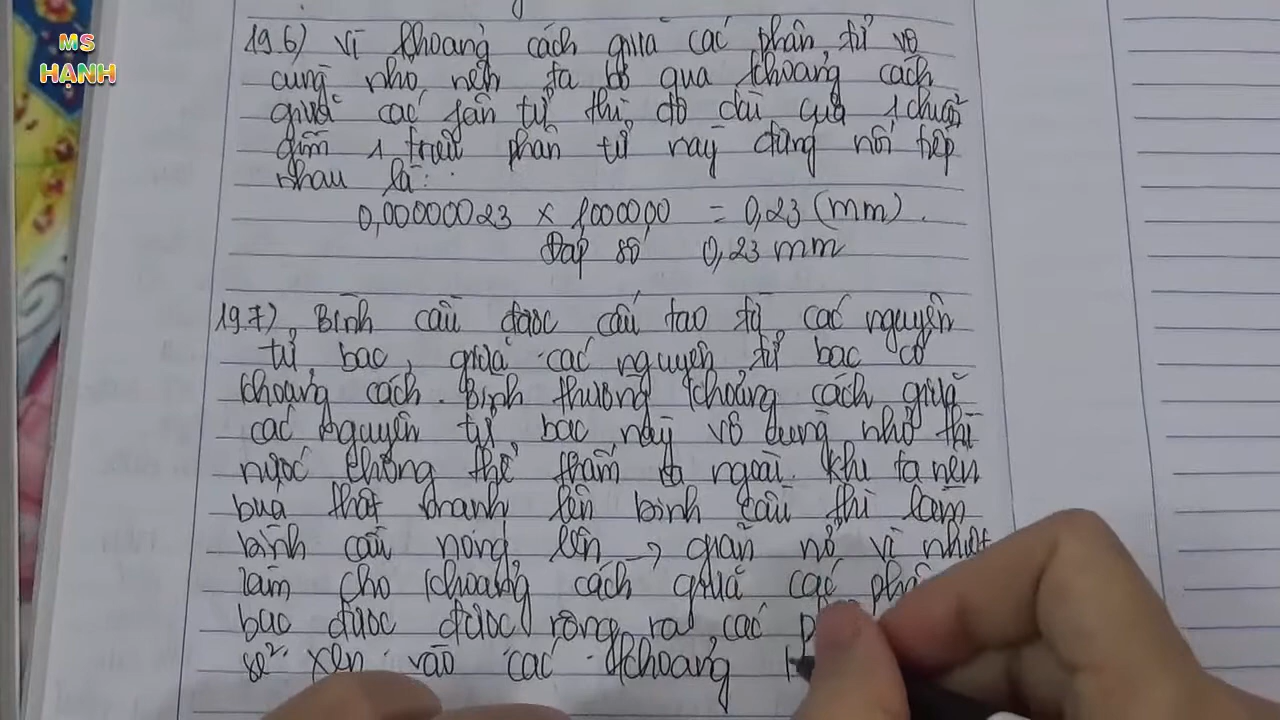 MS
HẠNH
19.6) Vì khoảng cách giữa các phân tử vô
cùng nhỏ, nên ta bỏ qua khoảng cách
giữa các phân tử thì độ dài của 1 chuỗi
gồm 1 triệu phân tử này đứng nối tiếp
nhau là:
0,00000023 × 1000000 = 0,23 (mm).
Đáp số 0,23 mm
19.7) Bình cầu được cấu tạo từ các nguyên
tử bạc, giữa các nguyên tử bạc có
khoảng cách. Bình thường khoảng cách giữa
các nguyên tử bạc này vô cùng nhỏ thì
nước không thể thấm ra ngoài. Khi ta nén
búa thật mạnh lên bình cầu thì làm
bình cầu nóng lên → giãn nở vì nhiệt
làm cho khoảng cách giữa các phân
bạc được được rộng ra, các
sẽ xen vào các khoảng